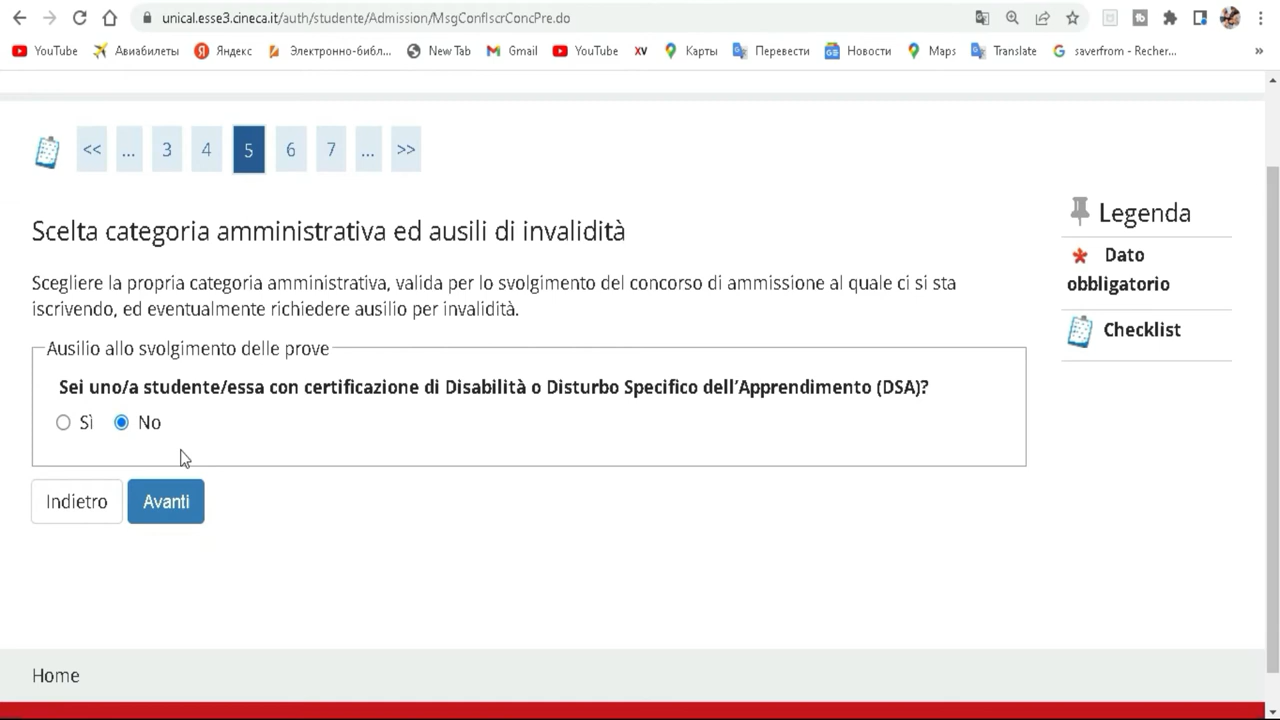 unical.esse3.cineca.it/auth/studente/Admission/MsgConfIscrConcPre.do
YouTube Авиабилеты Яндекс Электронно-библ... New Tab Gmail YouTube XV Карты Перевести Новости Maps Translate saverfrom - Recher... »
<< ... 3 4 5 6 7 ... >>
Scelta categoria amministrativa ed ausili di invalidità
Scegliere la propria categoria amministrativa, valida per lo svolgimento del concorso di ammissione al quale ci si sta
iscrivendo, ed eventualmente richiedere ausilio per invalidità.
Ausilio allo svolgimento delle prove
Sei uno/a studente/essa con certificazione di Disabilità o Disturbo Specifico dell'Apprendimento (DSA)?
Sì No
Indietro Avanti
Legenda
* Dato
obbligatorio
Checklist
Home